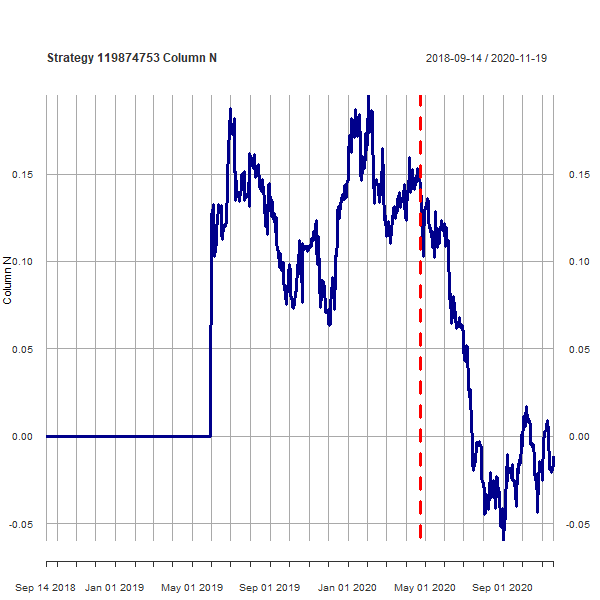 Strategy 119874753 Column N
2018-09-14 / 2020-11-19
Column N
0.15
0.10
0.05
0.00
-0.05
0.15
0.10
0.05
0.00
-0.05
Sep 14 2018
Jan 01 2019
May 01 2019
Sep 01 2019
Jan 01 2020
May 01 2020
Sep 01 2020